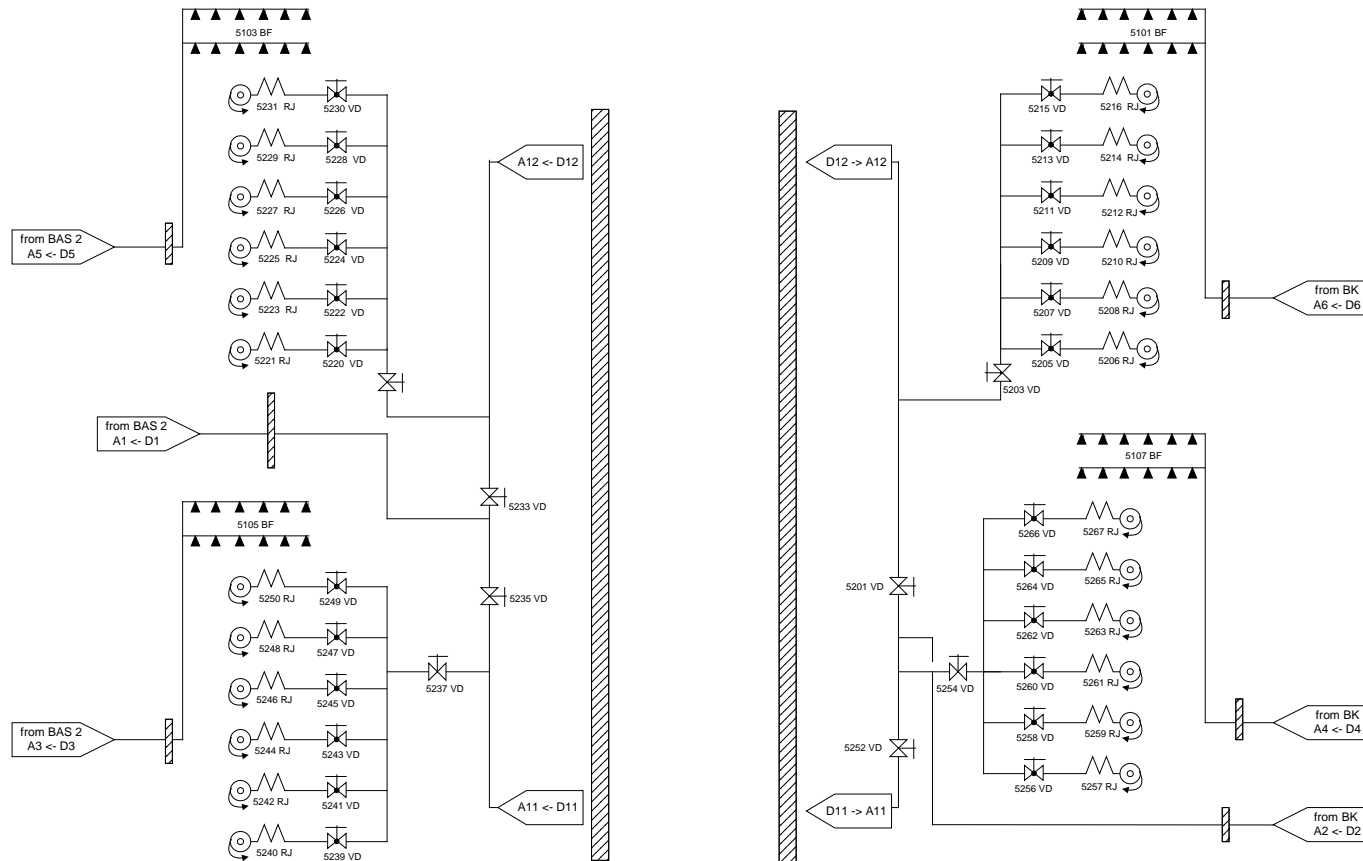 5103 BF
5231 RJ
5230 VD
5229 RJ
5228 VD
5227 RJ
5226 VD
5225 RJ
5224 VD
5223 RJ
5222 VD
5221 RJ
5220 VD
from BAS 2
A5 <- D5
A12 <- D12
from BAS 2
A1 <- D1
5233 VD
5105 BF
5235 VD
5250 RJ
5249 VD
5248 RJ
5247 VD
5246 RJ
5245 VD
5237 VD
5244 RJ
5243 VD
5242 RJ
5241 VD
5240 RJ
5239 VD
from BAS 2
A3 <- D3
A11 <- D11
5101 BF
5215 VD
5216 RJ
5213 VD
5214 RJ
5211 VD
5212 RJ
5209 VD
5210 RJ
5207 VD
5208 RJ
5205 VD
5206 RJ
D12 -> A12
from BK
A6 <- D6
5203 VD
5107 BF
5266 VD
5267 RJ
5201 VD
5264 VD
5265 RJ
5262 VD
5263 RJ
5254 VD
5260 VD
5261 RJ
5252 VD
5258 VD
5259 RJ
5256 VD
5257 RJ
from BK
A4 <- D4
D11 -> A11
from BK
A2 <- D2